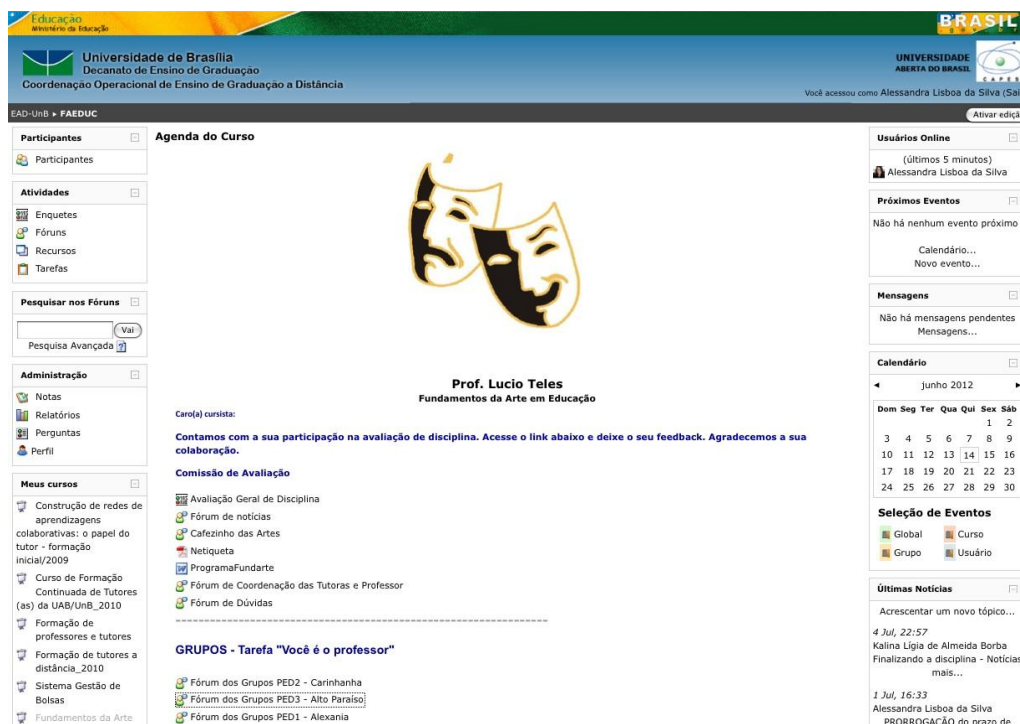 Educação
Ministério da Educação
BRASIL
Universidade de Brasília
Decanato de Ensino de Graduação
Coordenação Operacional de Ensino de Graduação a Distância
UNIVERSIDADE
ABERTA DO BRASIL
CAPES
Você acessou como Alessandra Lisboa da Silva (Sai
EAD-UnB ► FAEDUC
Ativar ediçã
Participantes
Participantes
Atividades
Enquetes
Fóruns
Recursos
Tarefas
Pesquisar nos Fóruns
Vai
Pesquisa Avançada ?
Administração
Notas
Relatórios
Perguntas
Perfil
Meus cursos
Construção de redes de
aprendizagens
colaborativas: o papel do
tutor - formação
inicial/2009
Curso de Formação
Continuada de Tutores
(as) da UAB/UnB_2010
Formação de
professores e tutores
Formação de tutores a
distância_2010
Sistema Gestão de
Bolsas
Fundamentos da Arte
Agenda do Curso
Prof. Lucio Teles
Fundamentos da Arte em Educação
Caro(a) cursista:
Contamos com a sua participação na avaliação de disciplina. Acesse o link abaixo e deixe o seu feedback. Agradecemos a sua
colaboração.
Comissão de Avaliação
Avaliação Geral de Disciplina
Fórum de notícias
Cafezinho das Artes
Netiqueta
ProgramaFundarte
Fórum de Coordenação das Tutoras e Professor
Fórum de Dúvidas
GRUPOS - Tarefa "Você é o professor"
Fórum dos Grupos PED2 - Carinhanha
Fórum dos Grupos PED3 - Alto Paraíso
Fórum dos Grupos PED1 - Alexania
Usuários Online
(últimos 5 minutos)
Alessandra Lisboa da Silva
Próximos Eventos
Não há nenhum evento próximo
Calendário...
Novo evento...
Mensagens
Não há mensagens pendentes
Mensagens...
Calendário
◄ junho 2012 ►
Dom Seg Ter Qua Qui Sex Sáb
1 2
3 4 5 6 7 8 9
10 11 12 13 14 15 16
17 18 19 20 21 22 23
24 25 26 27 28 29 30
Seleção de Eventos
Global Curso
Grupo Usuário
Últimas Notícias
Acrescentar um novo tópico...
4 Jul, 22:57
Kalina Lígia de Almeida Borba
Finalizando a disciplina - Notícias
mais...
1 Jul, 16:33
Alessandra Lisboa da Silva
PRORROGAÇÃO do prazo de